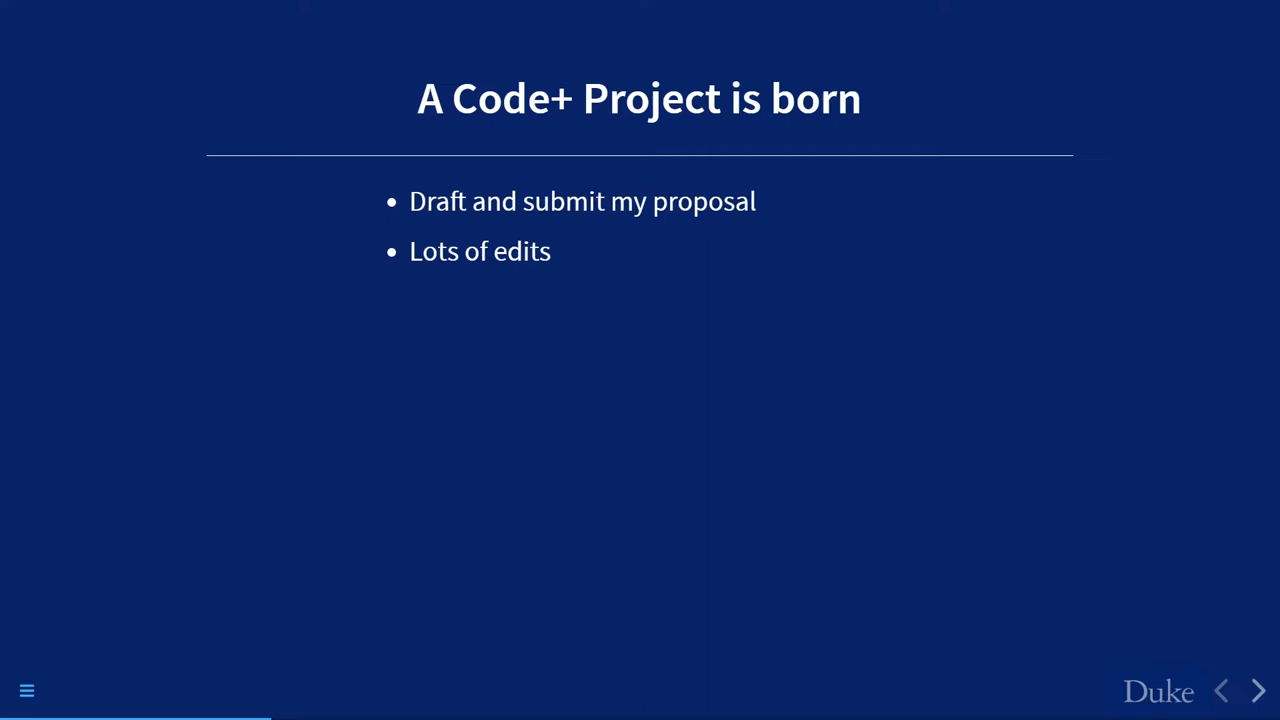 A Code+ Project is born
Draft and submit my proposal
Lots of edits
Duke